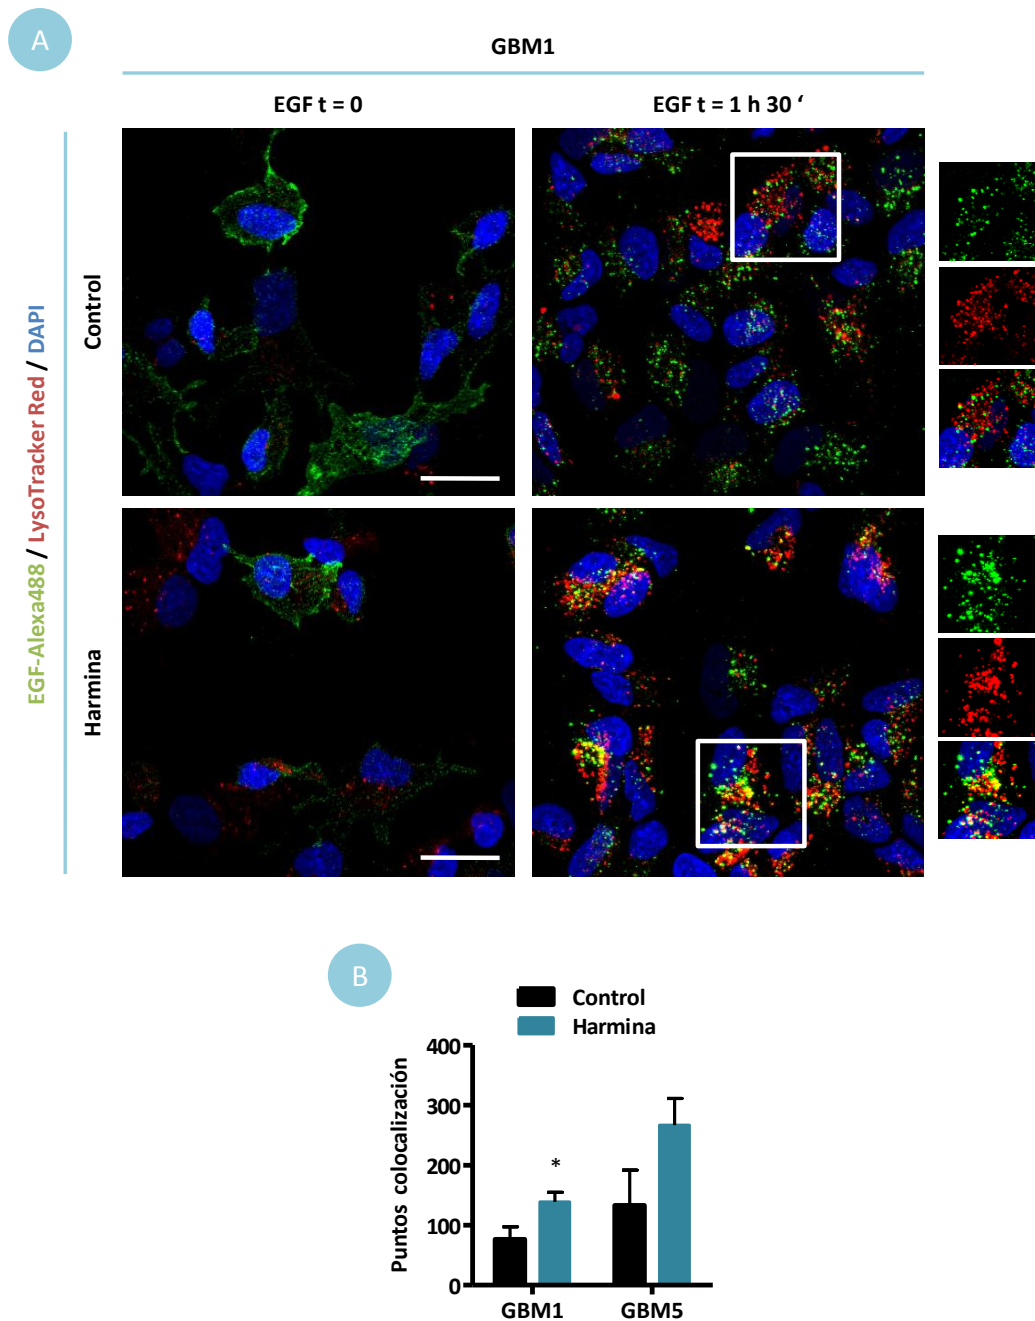 A
GBM1
EGF t = 0
EGF t = 1 h 30 ‘
Control
Harmina
EGF-Alexa488 / LysoTracker Red / DAPI
B
Control
Harmina
Puntos colocalización
400
300
200
100
0
*
GBM1
GBM5